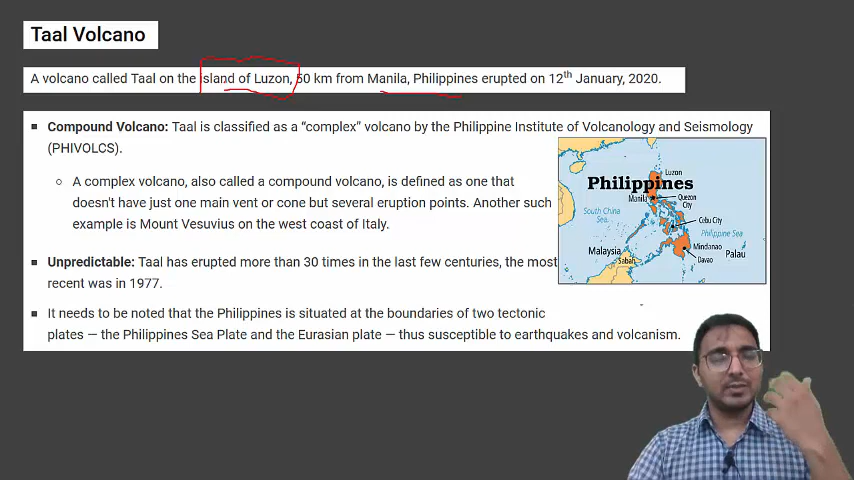 Taal Volcano
A volcano called Taal on the Island of Luzon, 50 km from Manila, Philippines erupted on 12th January, 2020.
Compound Volcano: Taal is classified as a “complex” volcano by the Philippine Institute of Volcanology and Seismology
(PHIVOLCS).
A complex volcano, also called a compound volcano, is defined as one that
doesn't have just one main vent or cone but several eruption points. Another such
example is Mount Vesuvius on the west coast of Italy.
Unpredictable: Taal has erupted more than 30 times in the last few centuries, the most
recent was in 1977.
It needs to be noted that the Philippines is situated at the boundaries of two tectonic
plates — the Philippines Sea Plate and the Eurasian plate — thus susceptible to earthquakes and volcanism.
Luzon
Philippines
Manila
Quezon
City
South China
Sea
Cebu City
Philippine Sea
Malaysia
Mindanao
Palau
Sabah
Davao